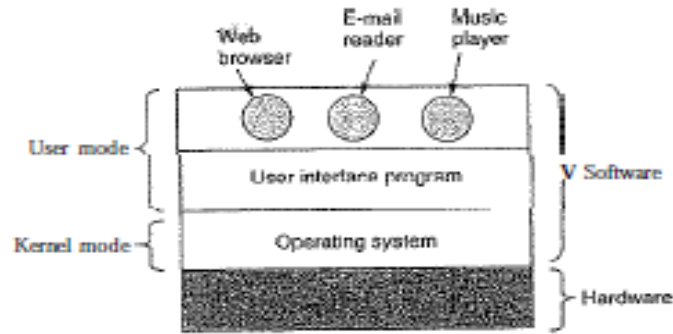 Web
browser
E-mail
reader
Music
player
User mode
User interface program
V Software
Kernel mode
Operating system
Hardware